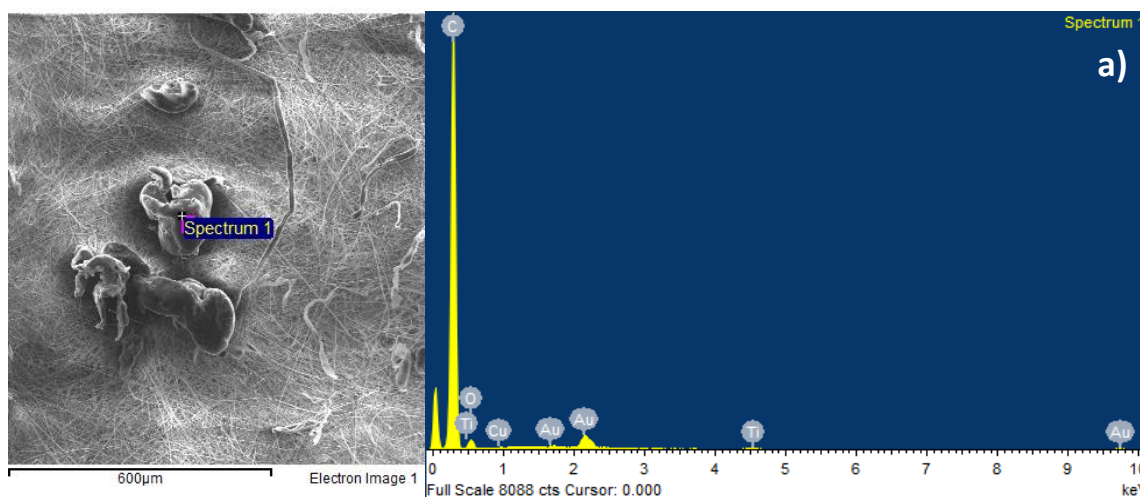 Spectrum 1
600µm
Electron Image 1
C
Spectrum
a)
O
Ti
Cu
Au
Au
Ti
Au
0 1 2 3 4 5 6 7 8 9
Full Scale 8088 cts Cursor: 0.000